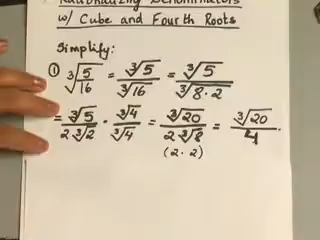 Rationalizing Denominators
w/ Cube and Fourth Roots
Simplify:
① ∛(5/16) = ∛5/∛16 = ∛5/∛(8·2)
= ∛5/(2∛2) · ∛4/∛4 = ∛20/(2∛8) = ∛20/4.
(2·2)